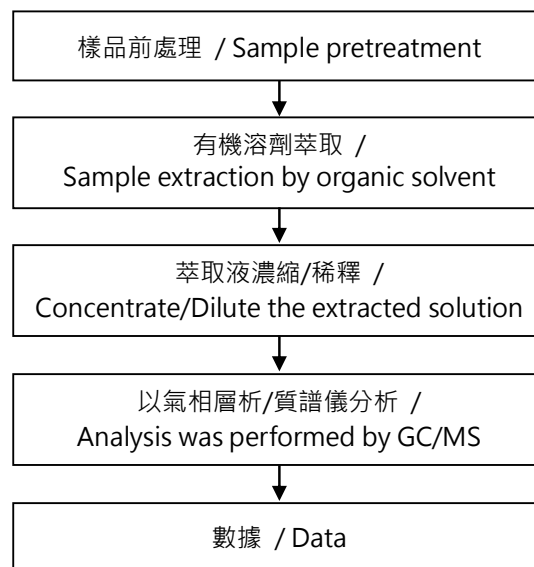 樣品前處理 / Sample pretreatment
有機溶劑萃取 /
Sample extraction by organic solvent
萃取液濃縮/稀釋 /
Concentrate/Dilute the extracted solution
以氣相層析/質譜儀分析 /
Analysis was performed by GC/MS
數據 / Data